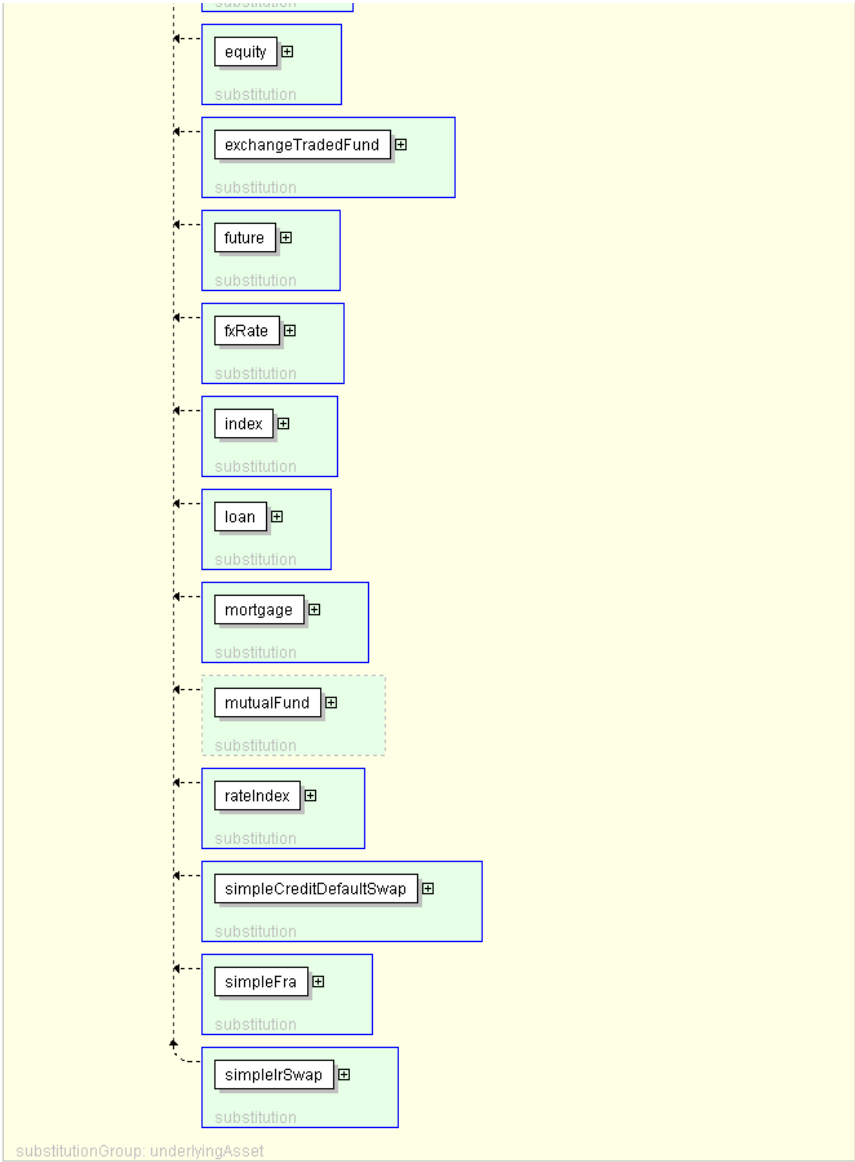 substitution
equity
substitution
exchangeTradedFund
substitution
future
substitution
fxRate
substitution
index
substitution
loan
substitution
mortgage
substitution
mutualFund
substitution
rateIndex
substitution
simpleCreditDefaultSwap
substitution
simpleFra
substitution
simpleIrSwap
substitution
substitutionGroup: underlyingAsset